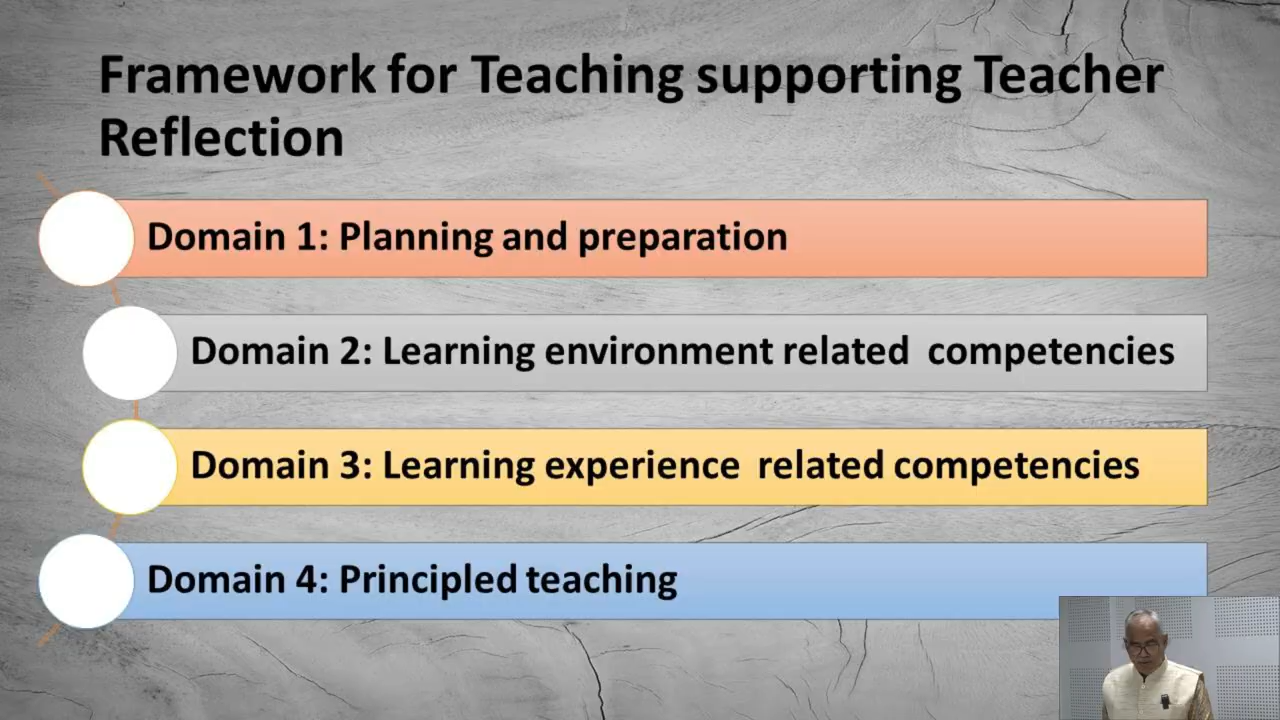 Framework for Teaching supporting Teacher
Reflection
Domain 1: Planning and preparation
Domain 2: Learning environment related  competencies
Domain 3: Learning experience  related competencies
Domain 4: Principled teaching